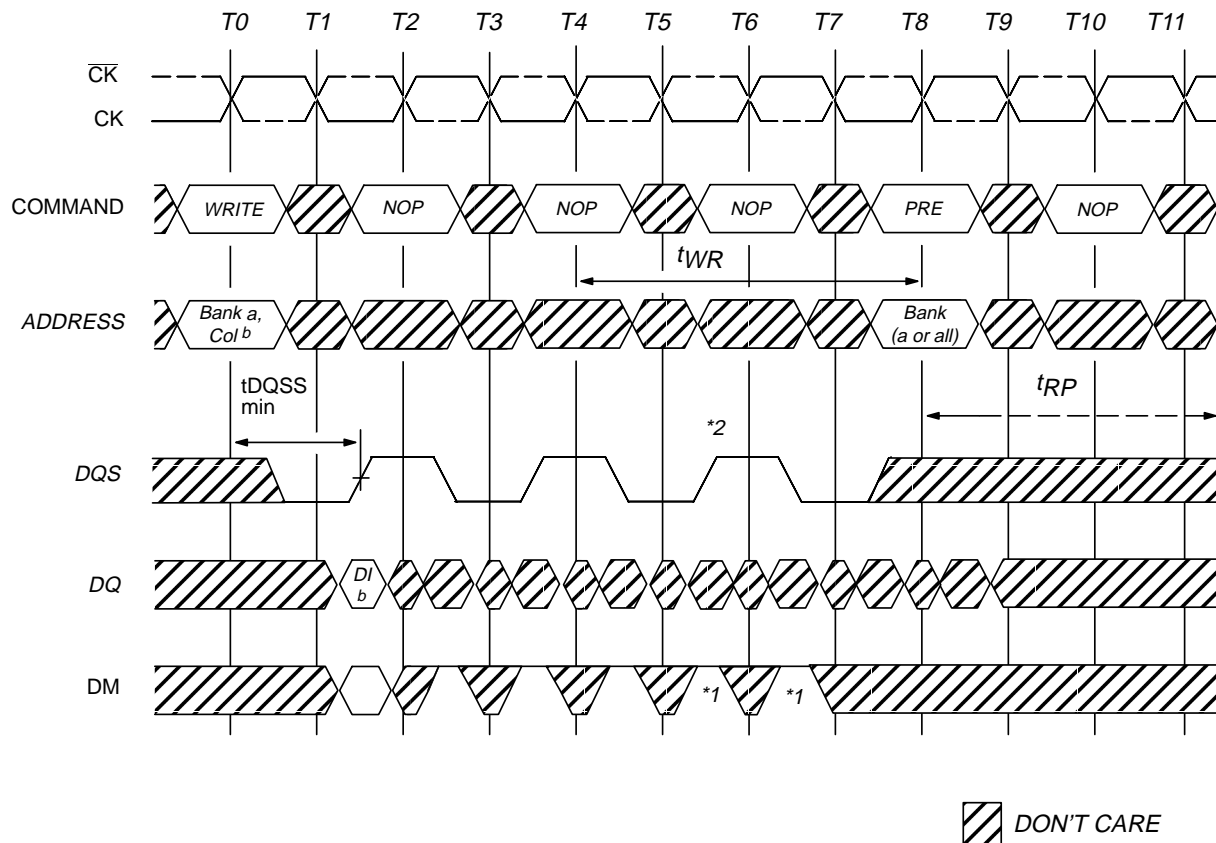 T0 T1 T2 T3 T4 T5 T6 T7 T8 T9 T10 T11
C̅K̅
CK
COMMAND WRITE NOP NOP NOP PRE NOP
tWR
ADDRESS Bank a, Col b Bank (a or all)
tDQSS min
tRP
*2
DQS
DQ DI b
DM *1 *1
DON'T CARE